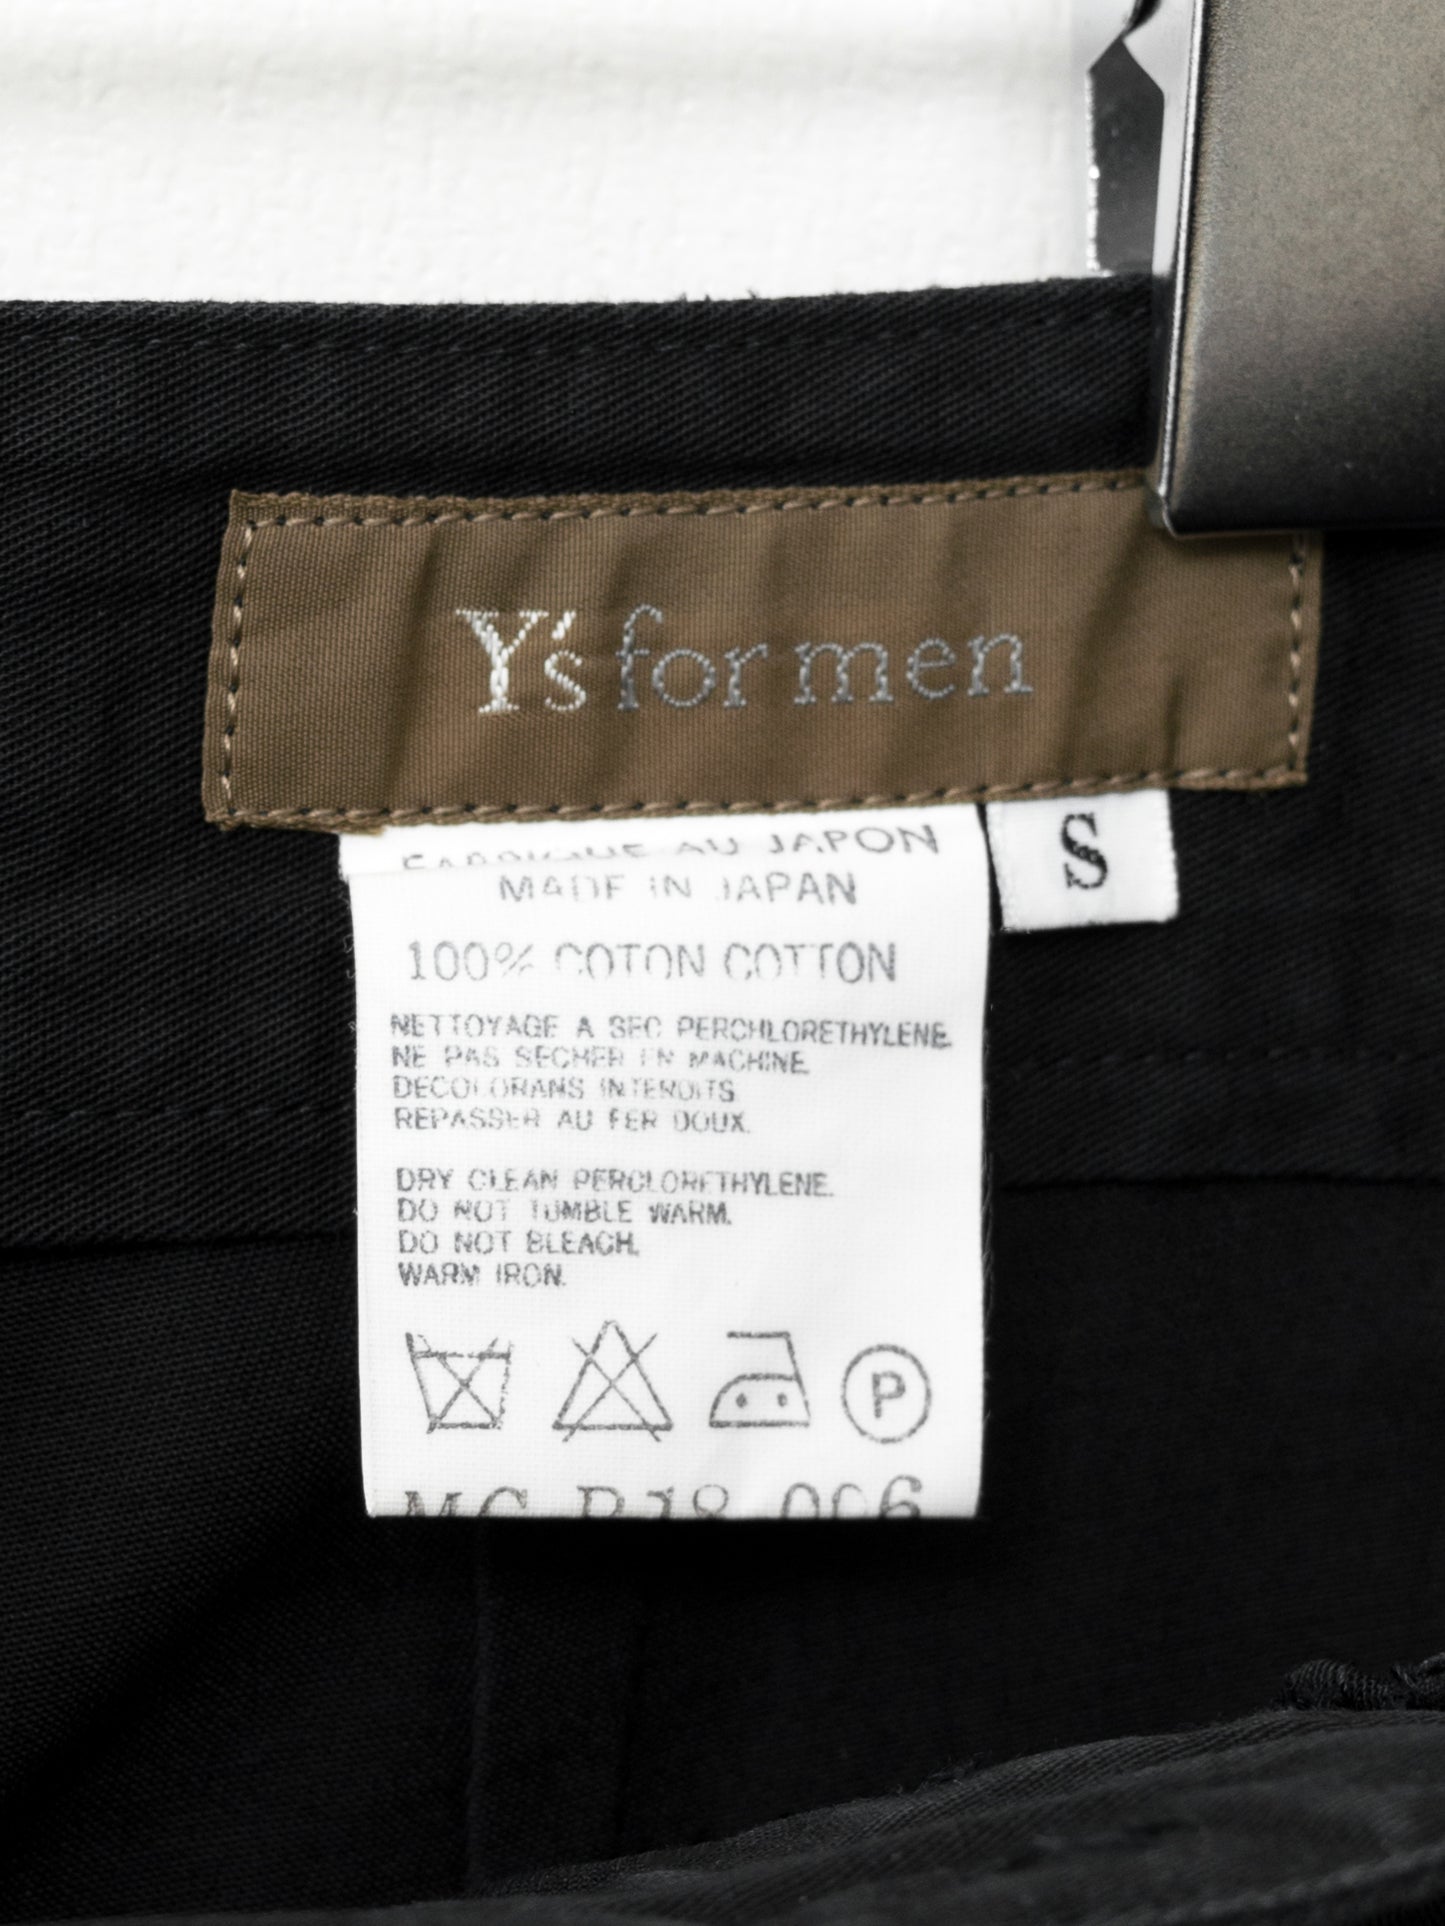 Y's for men
S
FABRIQUE AU JAPON
MADE IN JAPAN
100% COTON COTTON
NETTOYAGE A SEC PERCHLORETHYLENE.
NE PAS SECHER EN MACHINE.
DECOLORANS INTERDITS.
REPASSER AU FER DOUX.
DRY CLEAN PERCLORETHYLENE.
DO NOT TUMBLE WARM.
DO NOT BLEACH.
WARM IRON.
P